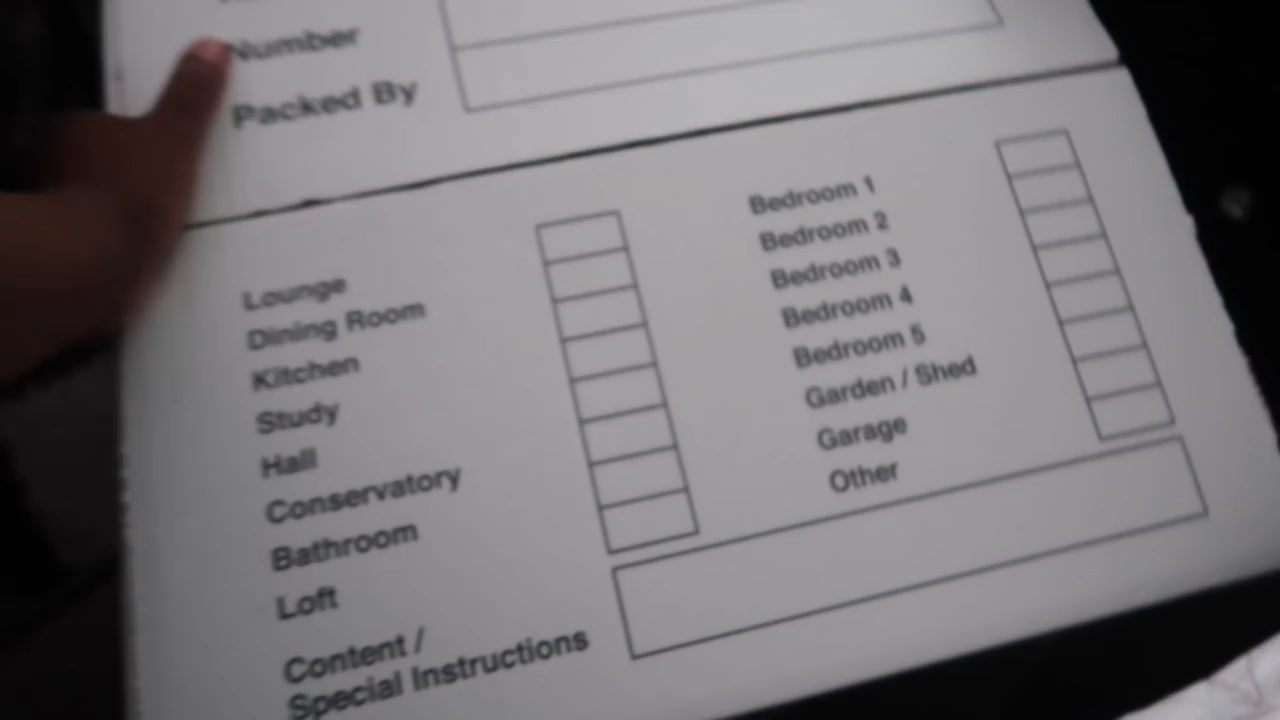 Number
Packed By
Lounge
Dining Room
Kitchen
Study
Hall
Conservatory
Bathroom
Loft
Bedroom 1
Bedroom 2
Bedroom 3
Bedroom 4
Bedroom 5
Garden / Shed
Garage
Other
Content /
Special Instructions